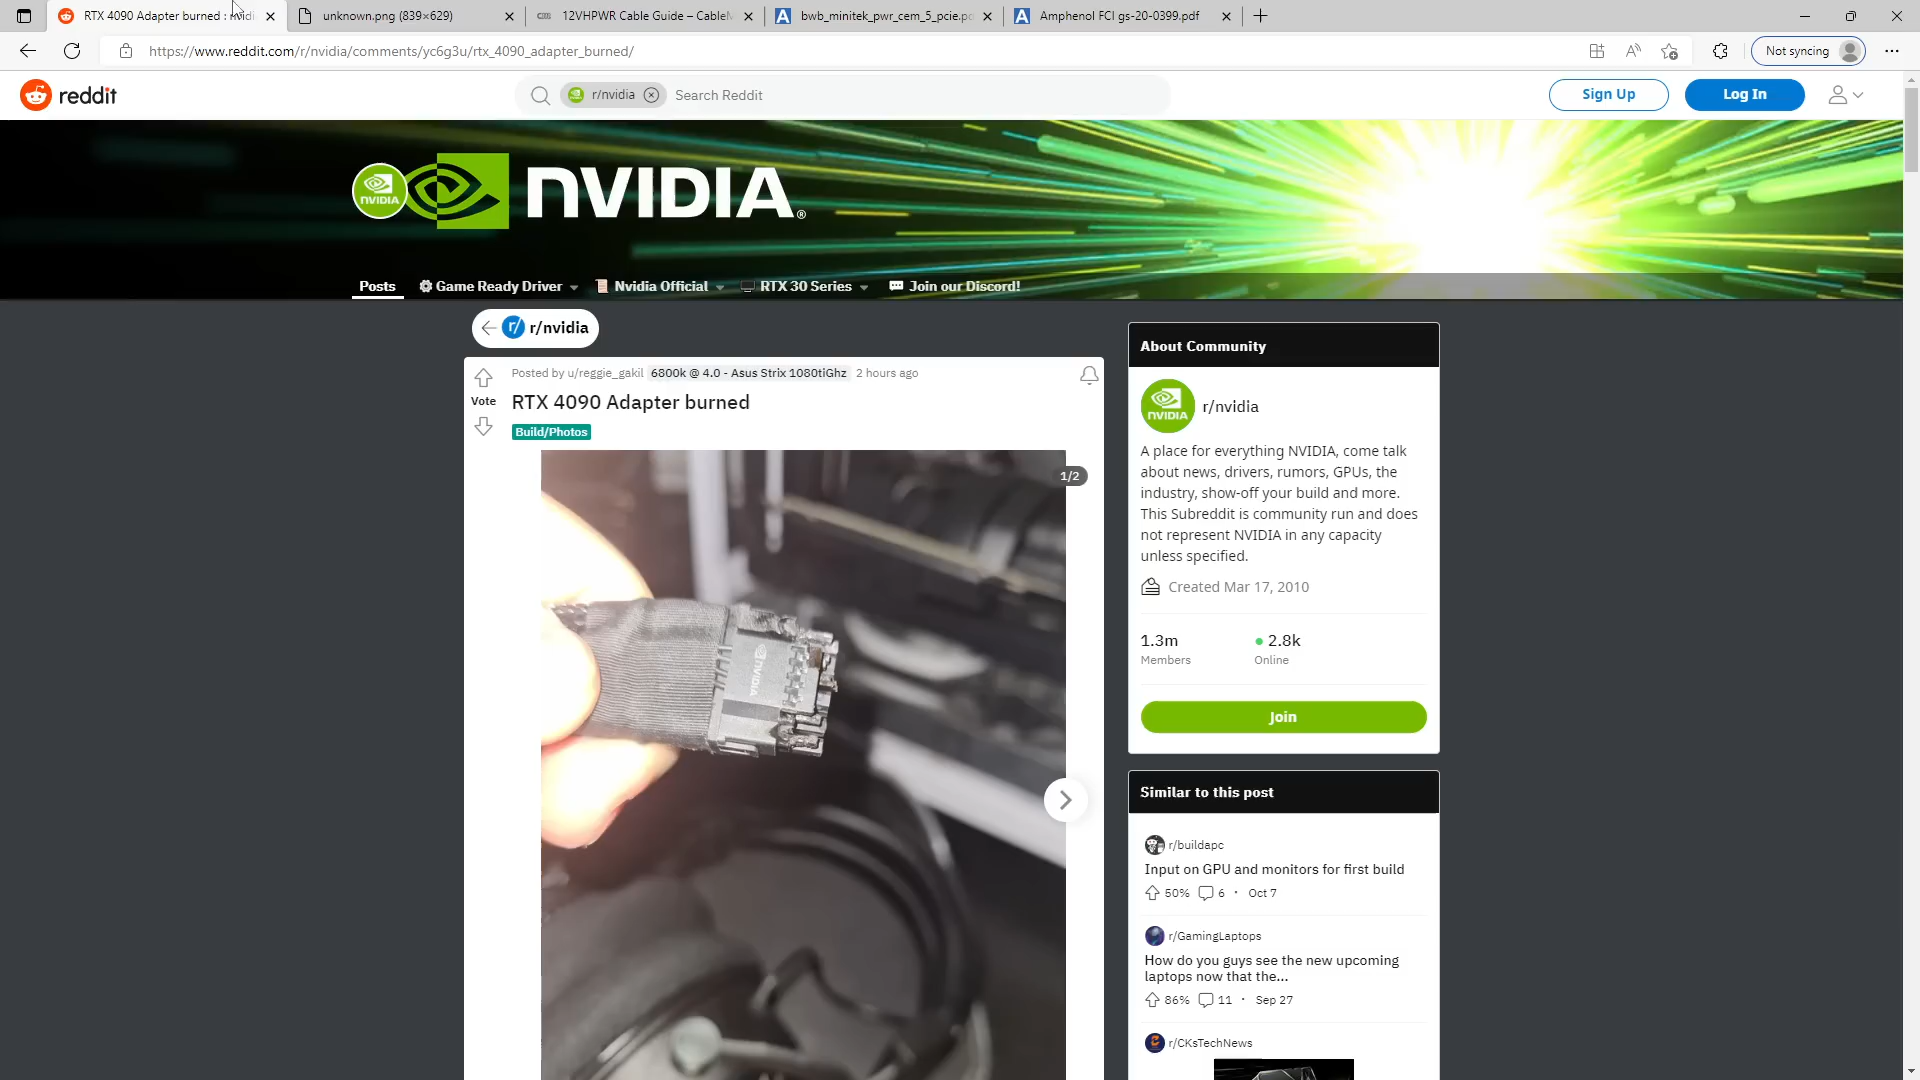 RTX 4090 Adapter burned : nvidi
unknown.png (839×629)
12VHPWR Cable Guide – CableM
bwb_minitek_pwr_cem_5_pcie.pd
Amphenol FCI gs-20-0399.pdf
https://www.reddit.com/r/nvidia/comments/yc6g3u/rtx_4090_adapter_burned/
Not syncing
reddit
r/nvidia
Search Reddit
Sign Up
Log In
NVIDIA
NVIDIA®
Posts
Game Ready Driver
Nvidia Official
RTX 30 Series
Join our Discord!
r/ r/nvidia
Posted by u/reggie_gakil 6800k @ 4.0 - Asus Strix 1080tiGhz 2 hours ago
Vote
RTX 4090 Adapter burned
Build/Photos
1/2
NVIDIA
About Community
NVIDIA
r/nvidia
A place for everything NVIDIA, come talk
about news, drivers, rumors, GPUs, the
industry, show-off your build and more.
This Subreddit is community run and does
not represent NVIDIA in any capacity
unless specified.
Created Mar 17, 2010
1.3m
Members
2.8k
Online
Join
Similar to this post
r/buildapc
Input on GPU and monitors for first build
50% 6 · Oct 7
r/GamingLaptops
How do you guys see the new upcoming
laptops now that the...
86% 11 · Sep 27
r/CKsTechNews